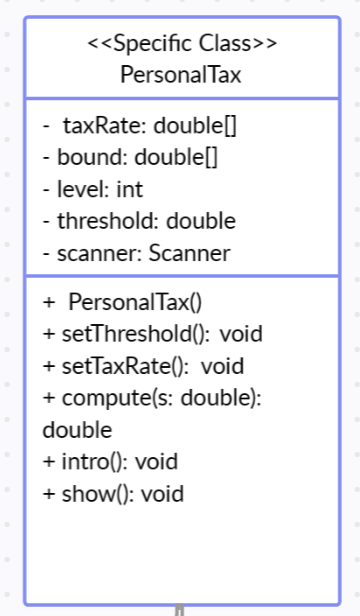 <<Specific Class>>
PersonalTax
- taxRate: double[]
- bound: double[]
- level: int
- threshold: double
- scanner: Scanner
+ PersonalTax()
+ setThreshold(): void
+ setTaxRate(): void
+ compute(s: double):
double
+ intro(): void
+ show(): void